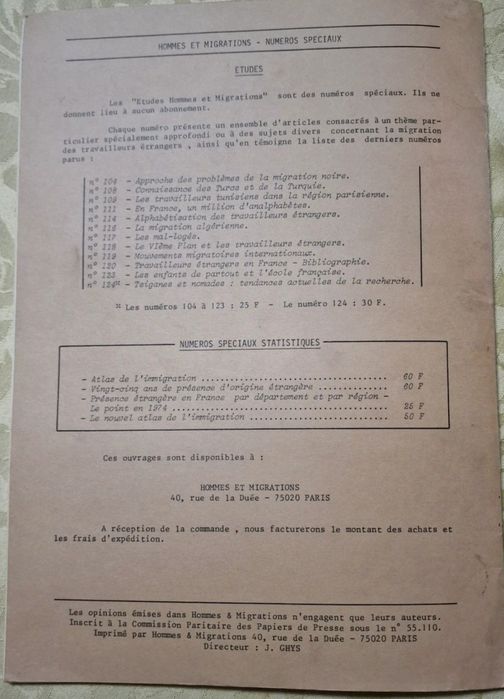 HOMMES ET MIGRATIONS - NUMEROS SPECIAUX
ETUDES
Les "Etudes Hommes et Migrations" sont des numéros spéciaux. Ils ne
donnent lieu à aucun abonnement.
Chaque numéro présente un ensemble d'articles consacrés à un thème par-
ticulier spécialement approfondi ou à des sujets divers concernant la migration
des travailleurs étrangers , ainsi qu'en témoigne la liste des derniers numéros
parus :
n° 104 - Approche des problèmes de la migration noire.
n° 108 - Connaissance des Turcs et de la Turquie.
n° 109 - Les travailleurs tunisiens dans la région parisienne.
n° 111 - En France, un million d'analphabètes.
n° 114 - Alphabétisation des travailleurs étrangers.
n° 116 - La migration algérienne.
n° 117 - Les mal-logés.
n° 118 - Le VIème Plan et les travailleurs étrangers.
n° 119 - Mouvements migratoires internationaux.
n° 120 - Travailleurs étrangers en France - Bibliographie.
n° 123 - Les enfants de partout et l'école française.
n° 124* - Tsiganes et nomades : tendances actuelles de la recherche.
* Les numéros 104 à 123 : 25 F - Le numéro 124 : 30 F.
NUMEROS SPECIAUX STATISTIQUES
- Atlas de l'immigration .................................... 60 F
- Vingt-cinq ans de présence d'origine étrangère ............. 60 F
- Présence étrangère en France par département et par région -
Le point en 1974 ......................................... 25 F
- Le nouvel atlas de l'immigration .......................... 50 F
Ces ouvrages sont disponibles à :
HOMMES ET MIGRATIONS
40, rue de la Duée - 75020 PARIS
A réception de la commande , nous facturerons le montant des achats et
les frais d'expédition.
Les opinions émises dans Hommes & Migrations n'engagent que leurs auteurs.
Inscrit à la Commission Paritaire des Papiers de Presse sous le n° 55.110.
Imprimé par Hommes & Migrations 40, rue de la Duée - 75020 PARIS
Directeur : J. GHYS